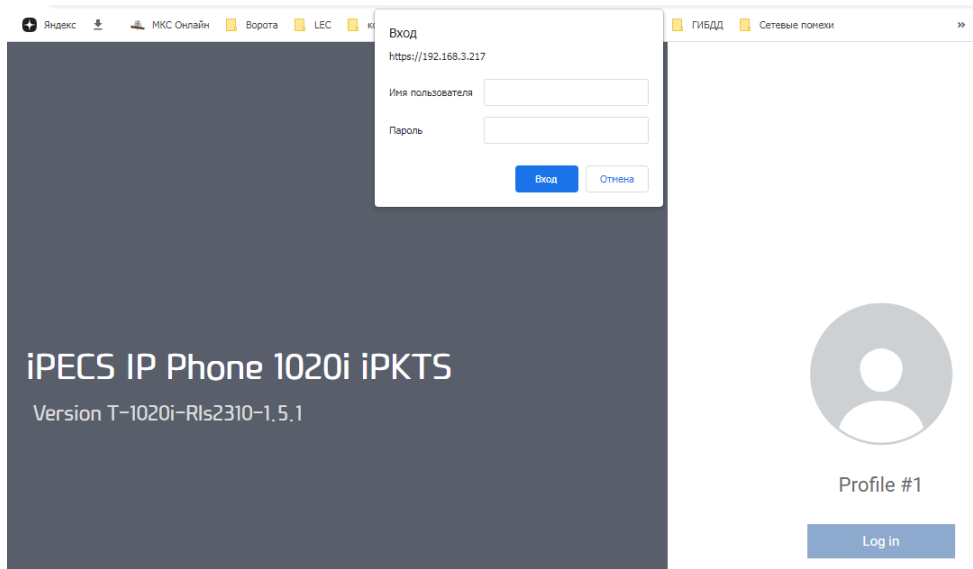 Яндекс МКС Онлайн Ворота LEC ГИБДД Сетевые помехи »
Вход
https://192.168.3.217
Имя пользователя
Пароль
Вход Отмена
iPECS IP Phone 1020i iPKTS
Version T-1020i-Rls2310-1.5.1
Profile #1
Log in